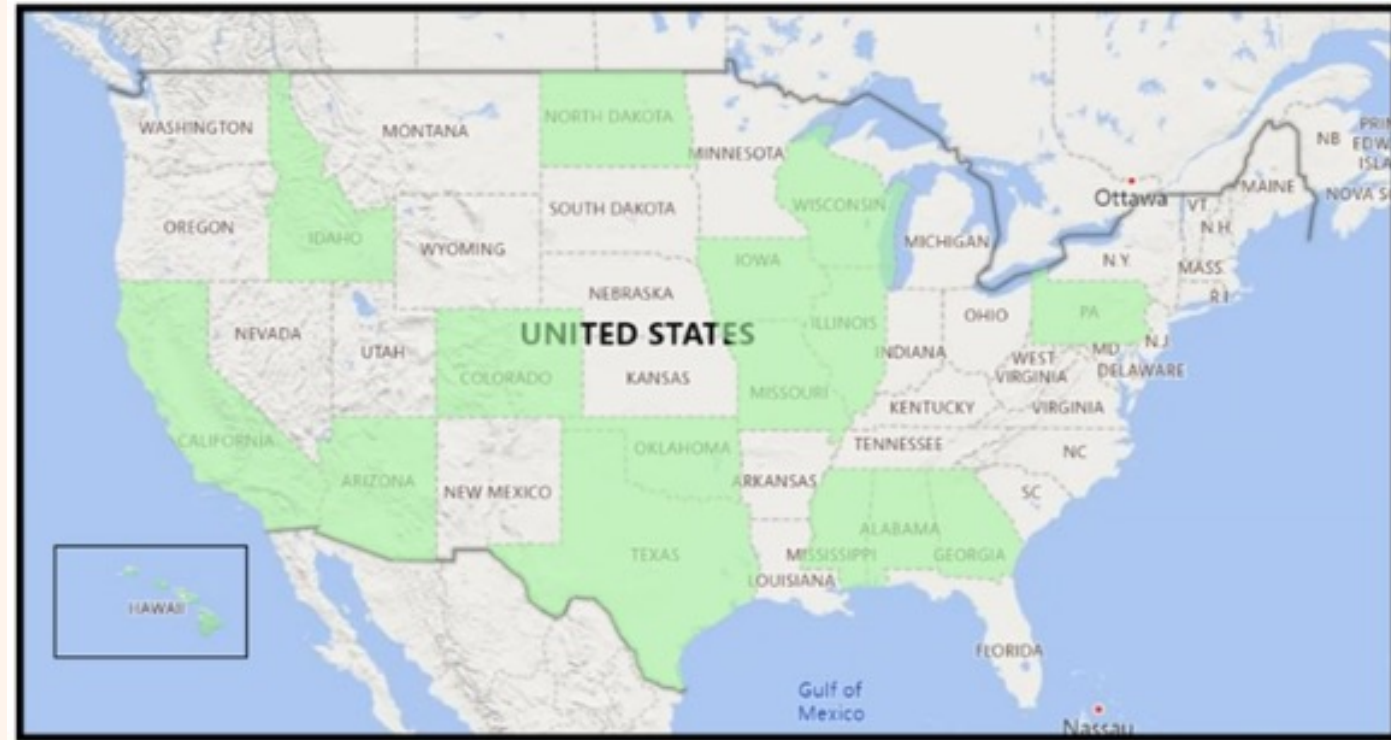 WASHINGTON
MONTANA
NORTH DAKOTA
MINNESOTA
OREGON
IDAHO
WYOMING
SOUTH DAKOTA
WISCONSIN
MICHIGAN
Ottawa
VT
N.H.
MAINE
NB
NOVA
N.Y.
MASS
R.I.
NEBRASKA
IOWA
UNITED STATES
NEVADA
UTAH
COLORADO
KANSAS
ILLINOIS
MISSOURI
INDIANA
OHIO
PA
N.J.
MD
DELAWARE
WEST
VIRGINIA
KENTUCKY
VIRGINIA
CALIFORNIA
ARIZONA
NEW MEXICO
OKLAHOMA
ARKANSAS
TENNESSEE
NC
SC
TEXAS
MISSISSIPPI
ALABAMA
GEORGIA
LOUISIANA
HAWAII
FLORIDA
Gulf of
Mexico
Nassau